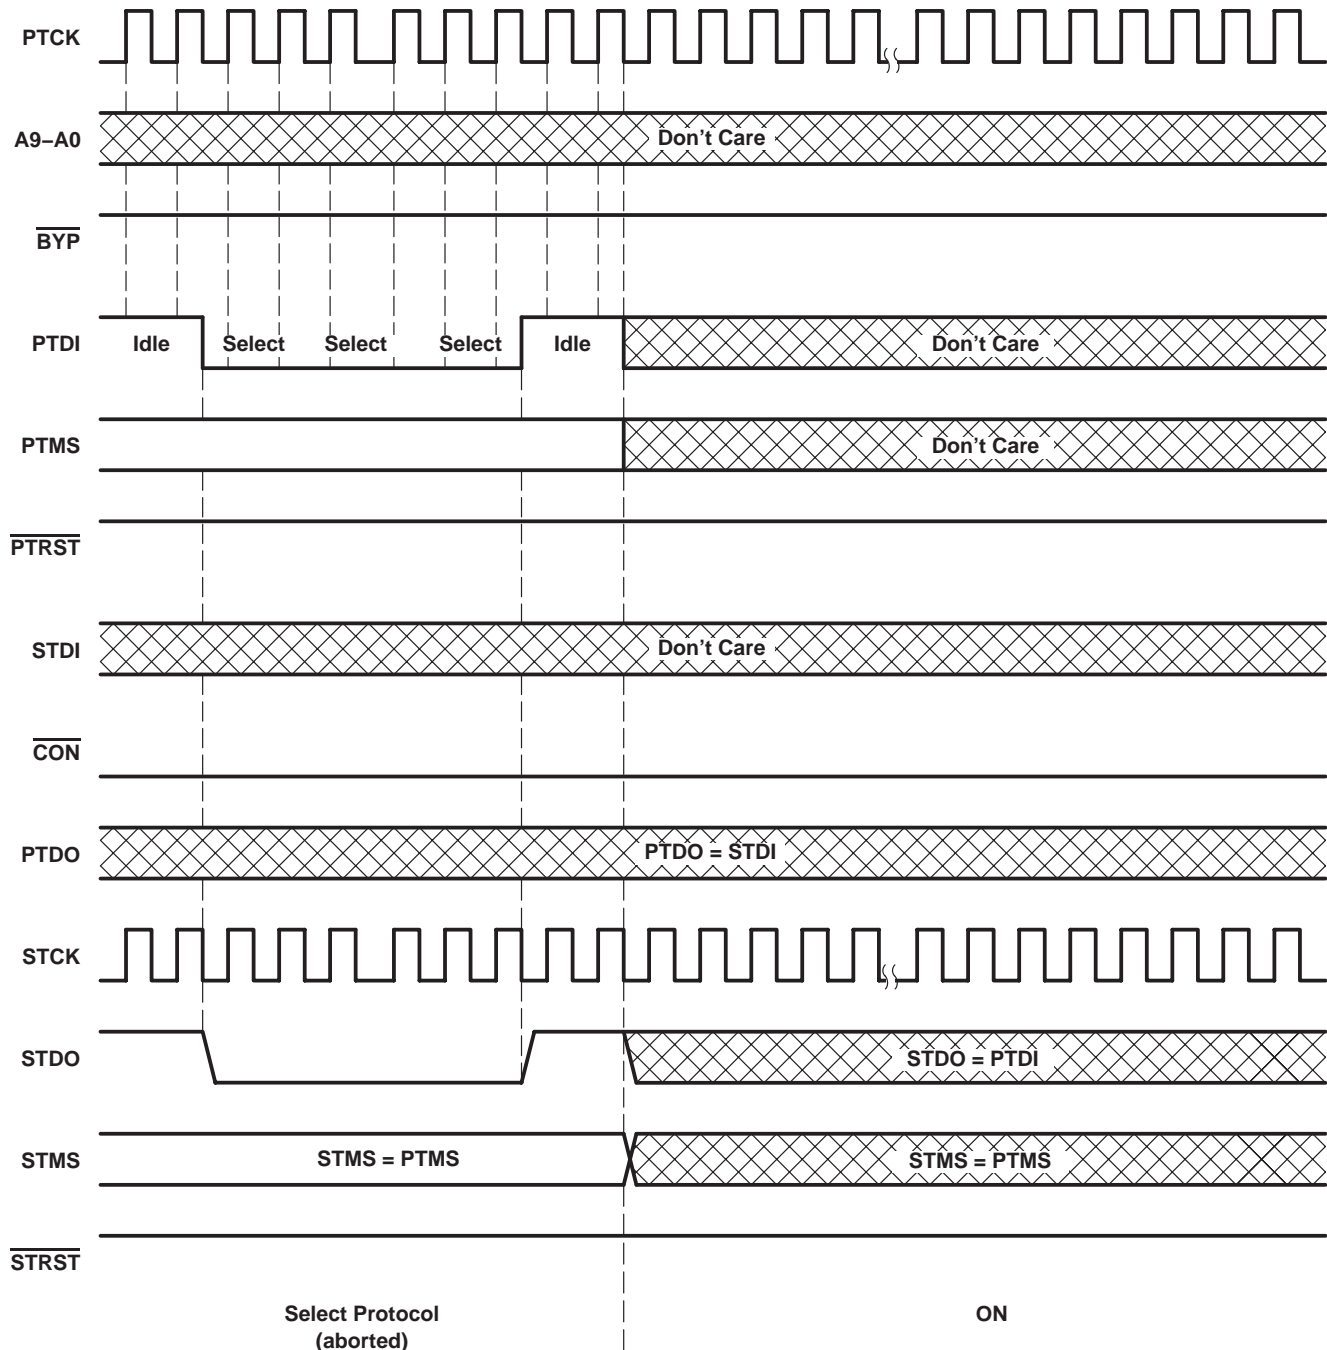 PTCK
A9–A0
Don't Care
BYP
PTDI
Idle Select Select Select Idle Don't Care
PTMS
Don't Care
PTRST
STDI
Don't Care
CON
PTDO
PTDO = STDI
STCK
STDO
STDO = PTDI
STMS
STMS = PTMS STMS = PTMS
STRST
Select Protocol
(aborted)
ON